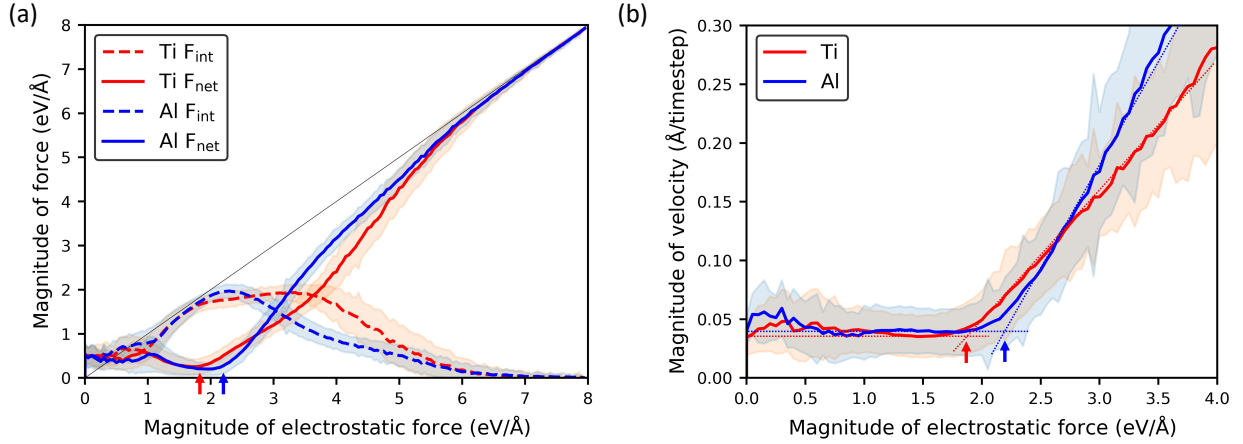 (a)
Magnitude of force (eV/Å)
8
7
6
5
4
3
2
1
0
Ti F_int
Ti F_net
Al F_int
Al F_net
0 1 2 3 4 5 6 7 8
Magnitude of electrostatic force (eV/Å)
(b)
Magnitude of velocity (Å/timestep)
0.30
0.25
0.20
0.15
0.10
0.05
0.00
Ti
Al
0.0 0.5 1.0 1.5 2.0 2.5 3.0 3.5 4.0
Magnitude of electrostatic force (eV/Å)